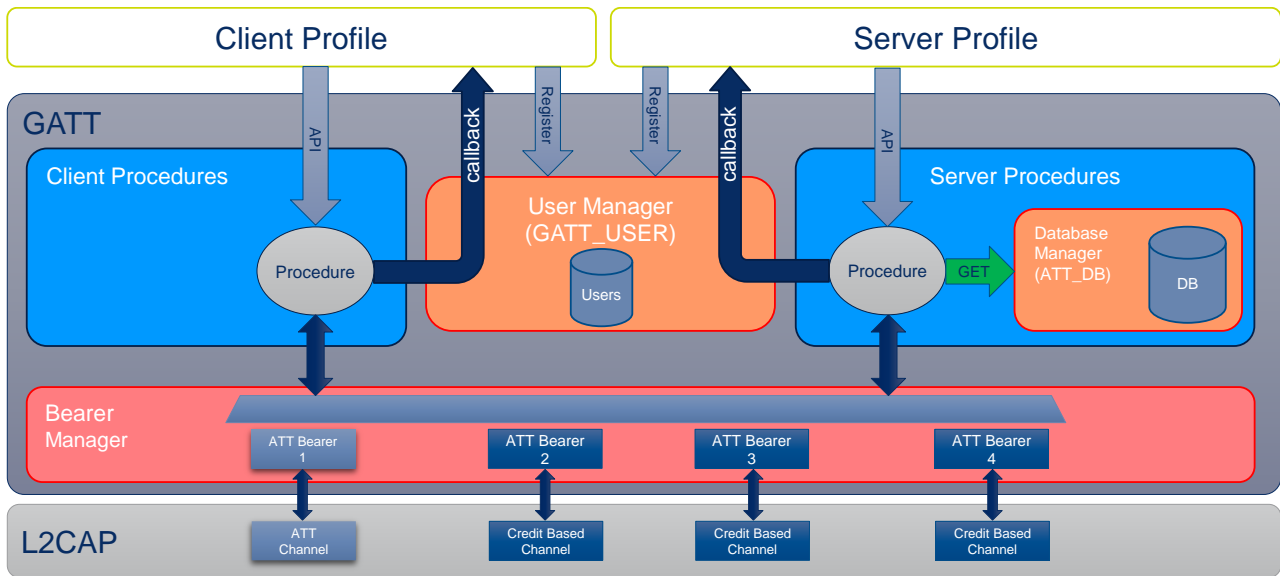 Client Profile
Server Profile
GATT
API
callback
Register
Register
callback
API
Client Procedures
Procedure
User Manager
(GATT_USER)
Users
Server Procedures
Procedure
GET
Database
Manager
(ATT_DB)
DB
Bearer
Manager
ATT Bearer
1
ATT Bearer
2
ATT Bearer
3
ATT Bearer
4
L2CAP
ATT
Channel
Credit Based
Channel
Credit Based
Channel
Credit Based
Channel